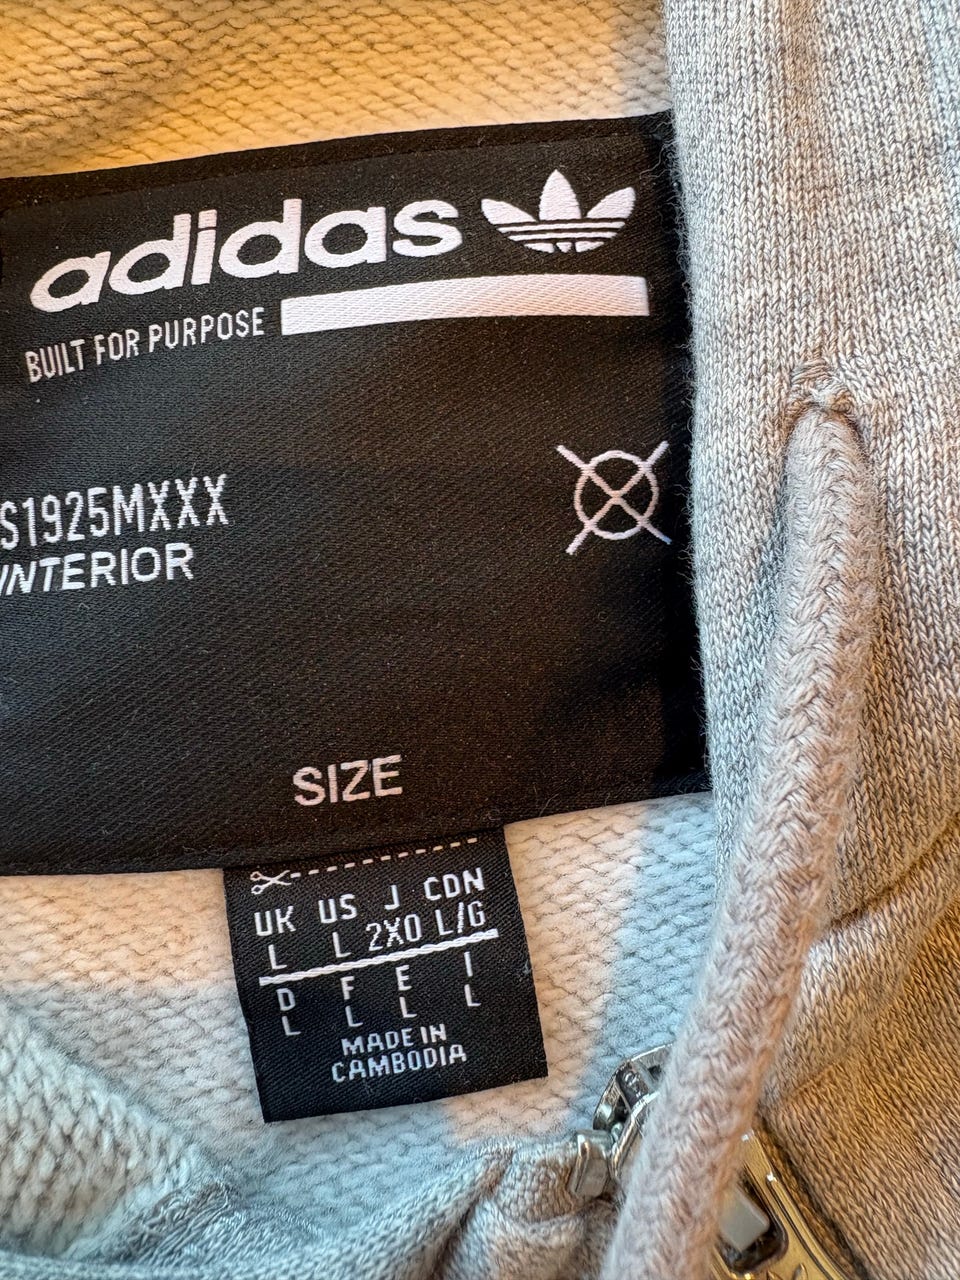 adidas
BUILT FOR PURPOSE
S1925MXXX
INTERIOR
SIZE
UK US J CDN
L L 2XO L/G
D F E I
L L L L
MADE IN
CAMBODIA